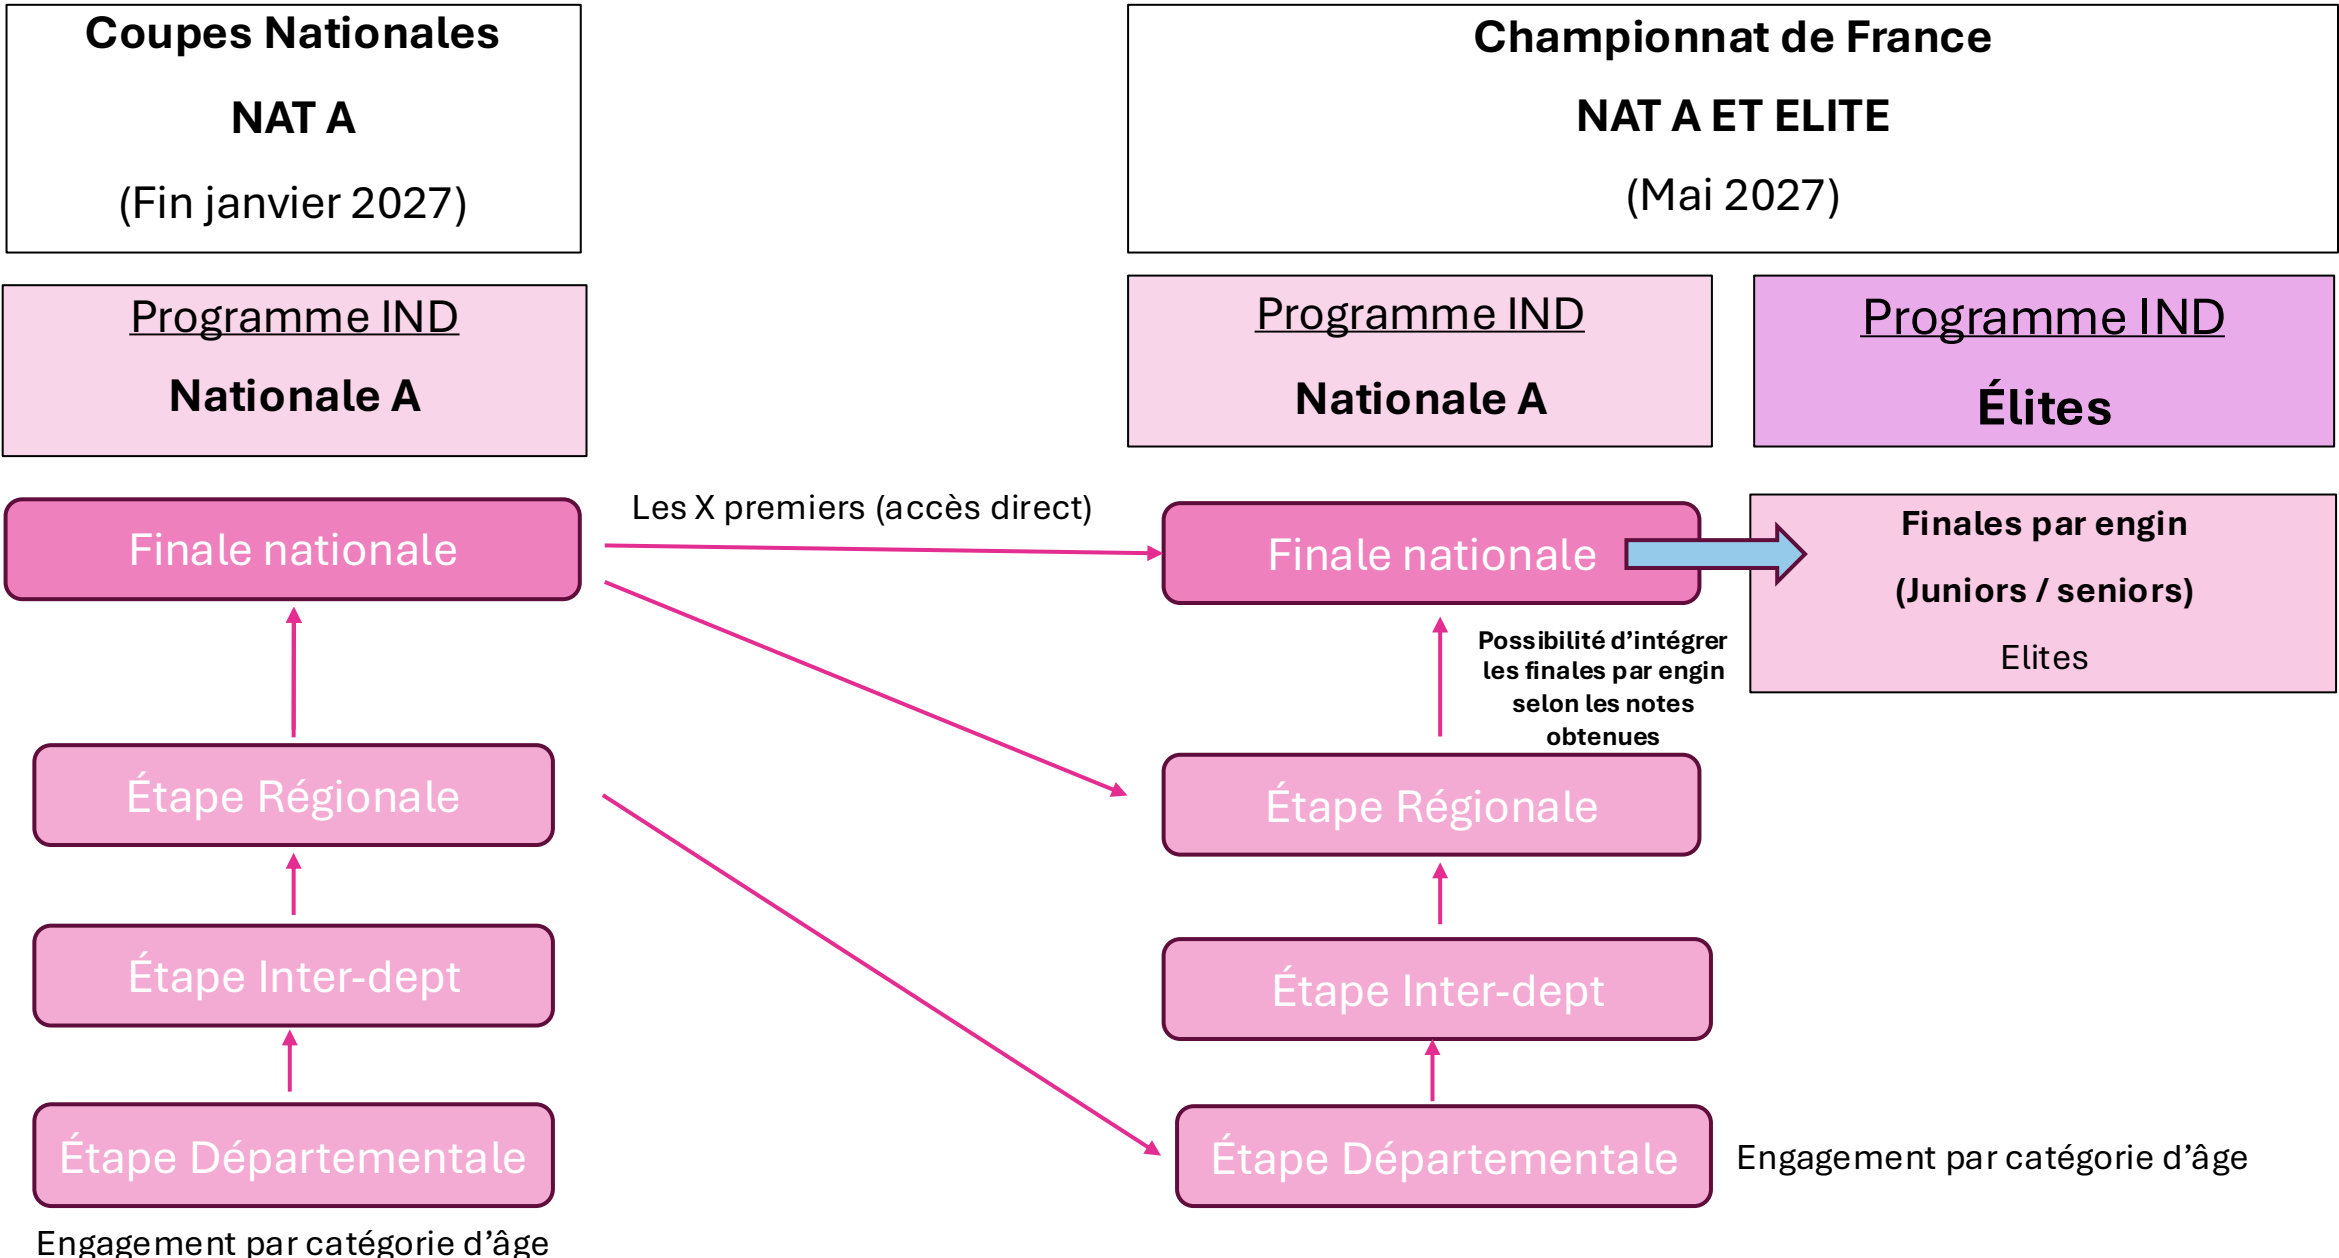 Coupes Nationales
NAT A
(Fin janvier 2027)
Championnat de France
NAT A ET ELITE
(Mai 2027)
Programme IND
Nationale A
Programme IND
Nationale A
Programme IND
Élites
Finale nationale
Les X premiers (accès direct)
Finale nationale
Finales par engin
(Juniors / seniors)
Elites
Possibilité d’intégrer
les finales par engin
selon les notes
obtenues
Étape Régionale
Étape Régionale
Étape Inter-dept
Étape Inter-dept
Étape Départementale
Étape Départementale
Engagement par catégorie d’âge
Engagement par catégorie d’âge